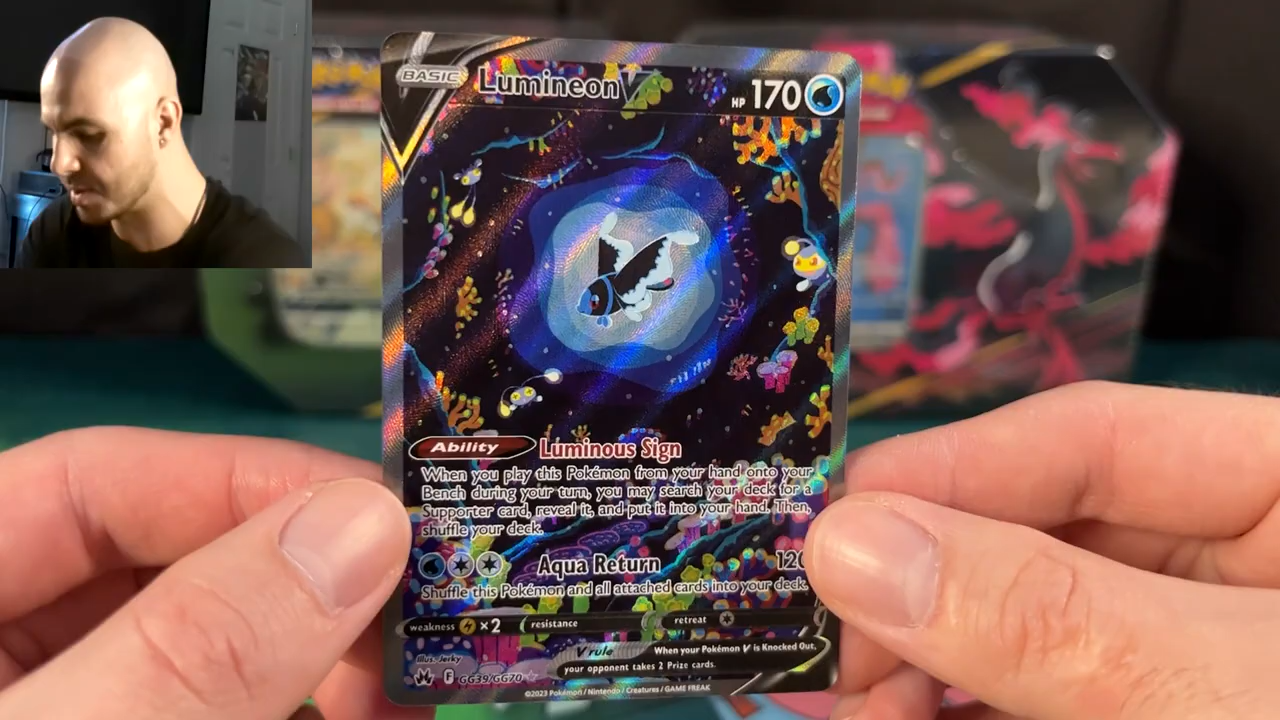 BASIC Lumineon V HP 170
Ability Luminous Sign
When you play this Pokémon from your hand onto your
Bench during your turn, you may search your deck for a
Supporter card, reveal it, and put it into your hand. Then,
shuffle your deck.
Aqua Return 120
Shuffle this Pokémon and all attached cards into your deck.
weakness ×2 resistance retreat
V rule When your Pokémon V is Knocked Out,
your opponent takes 2 Prize cards.
Illus. Jerky
F GG39/GG70
©2023 Pokémon / Nintendo / Creatures / GAME FREAK